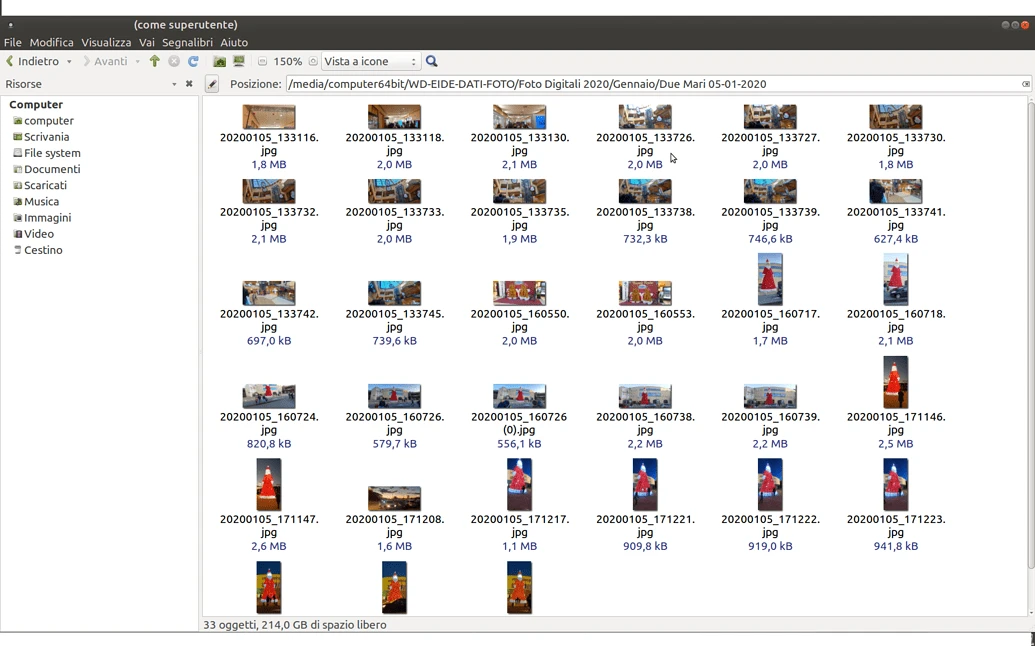 (come superutente)
File Modifica Visualizza Vai Segnalibri Aiuto
Indietro Avanti 150% Vista a icone
Risorse Posizione: /media/computer64bit/WD-EIDE-DATI-FOTO/Foto Digitali 2020/Gennaio/Due Mari 05-01-2020
Computer
computer
Scrivania
File system
Documenti
Scaricati
Musica
Immagini
Video
Cestino
20200105_133116. 20200105_133118. 20200105_133130. 20200105_133726. 20200105_133727. 20200105_133730.
jpg jpg jpg jpg jpg jpg
1,8 MB 2,0 MB 2,1 MB 2,0 MB 2,0 MB 1,8 MB
20200105_133732. 20200105_133733. 20200105_133735. 20200105_133738. 20200105_133739. 20200105_133741.
jpg jpg jpg jpg jpg jpg
2,1 MB 2,0 MB 1,9 MB 732,3 kB 746,6 kB 627,4 kB
20200105_133742. 20200105_133745. 20200105_160550. 20200105_160553. 20200105_160717. 20200105_160718.
jpg jpg jpg jpg jpg jpg
697,0 kB 739,6 kB 2,0 MB 2,0 MB 1,7 MB 2,1 MB
20200105_160724. 20200105_160726. 20200105_160726 20200105_160738. 20200105_160739. 20200105_171146.
jpg jpg (0).jpg jpg jpg jpg
820,8 kB 579,7 kB 556,1 kB 2,2 MB 2,2 MB 2,5 MB
20200105_171147. 20200105_171208. 20200105_171217. 20200105_171221. 20200105_171222. 20200105_171223.
jpg jpg jpg jpg jpg jpg
2,6 MB 1,6 MB 1,1 MB 909,8 kB 919,0 kB 941,8 kB
33 oggetti, 214,0 GB di spazio libero